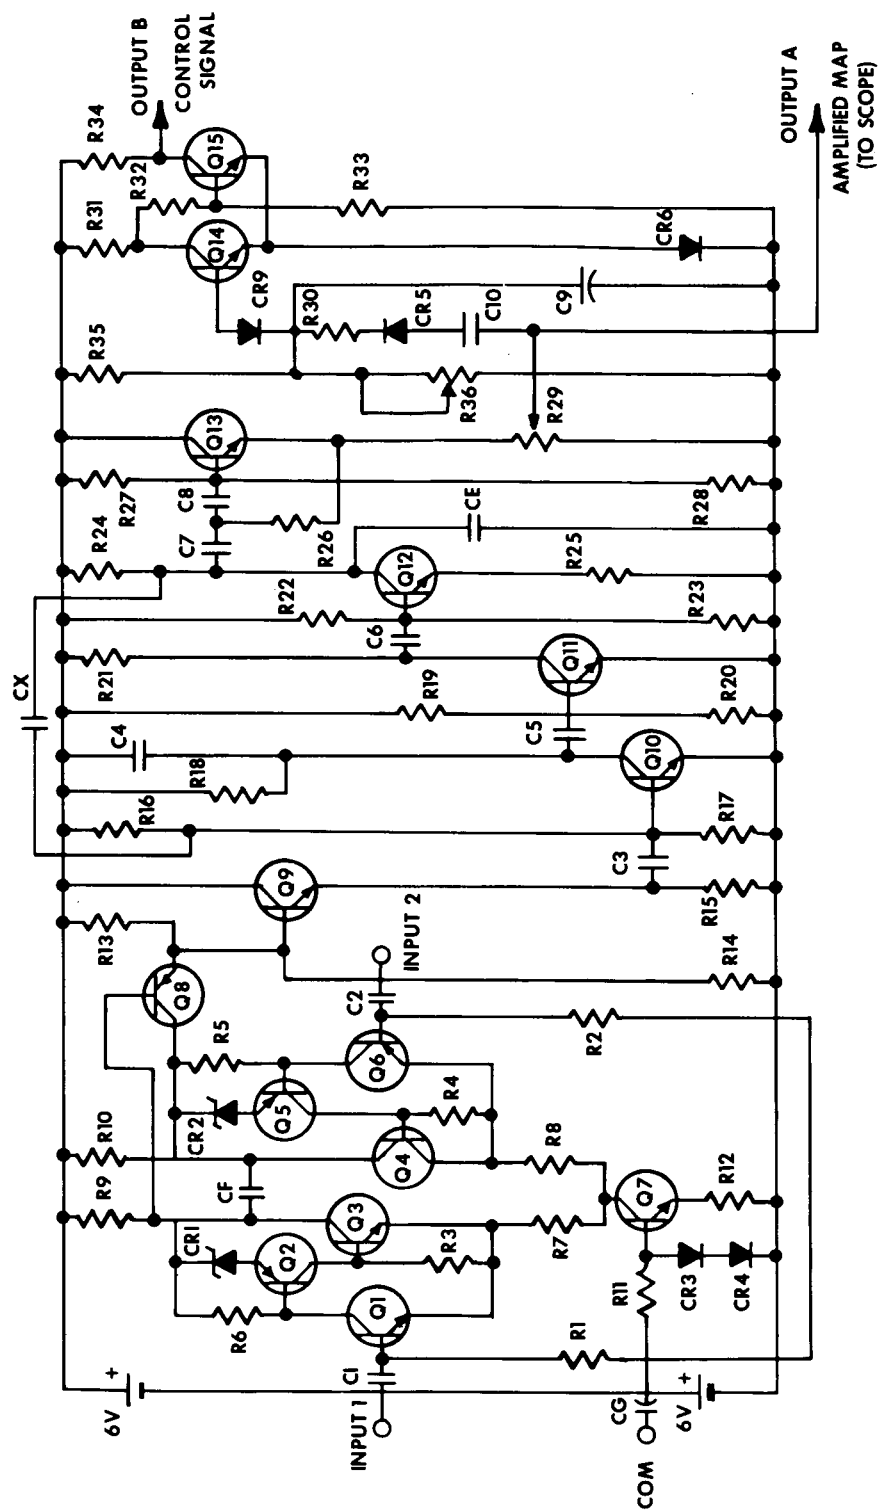 OUTPUT B
CONTROL
SIGNAL
OUTPUT A
AMPLIFIED MAP
(TO SCOPE)
R34
R32
Q15
R33
R31
Q14
CR6
CR9
R30
CR5
C10
C9
R35
R36
R29
Q13
R27
C8
R28
R24
C7
R26
CE
R25
Q12
R22
C6
R23
R21
Q11
R19
R20
CX
C4
C5
Q10
R18
R16
R17
C3
Q9
R15
R13
R14
INPUT 2
Q8
C2
R5
Q6
R2
CR2
Q5
R4
R10
Q4
R8
R9
CF
Q3
Q7
R12
CR1
Q2
R3
R7
CR3
CR4
R6
Q1
R11
R1
C1
6V +
INPUT 1
CG
6V +
COM